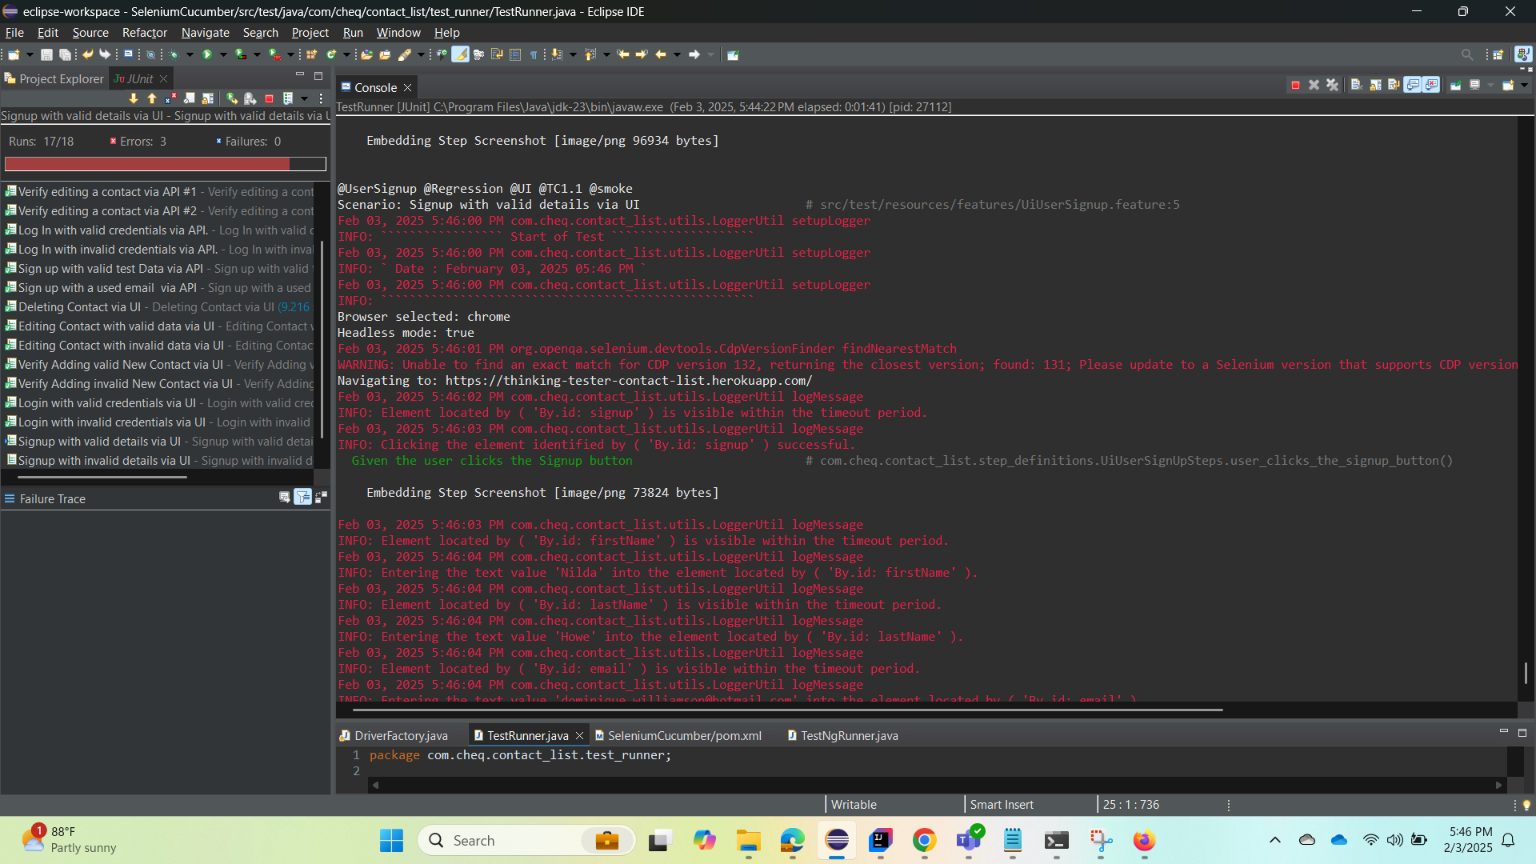 eclipse-workspace - SeleniumCucumber/src/test/java/com/cheq/contact_list/test_runner/TestRunner.java - Eclipse IDE
File Edit Source Refactor Navigate Search Project Run Window Help
Project Explorer JUnit
Signup with valid details via UI - Signup with valid details via U
Runs: 17/18 Errors: 3 Failures: 0
Verify editing a contact via API #1 - Verify editing a cont
Verify editing a contact via API #2 - Verify editing a cont
Log In with valid credentials via API. - Log In with valid c
Log In with invalid credentials via API. - Log In with inva
Sign up with valid test Data via API - Sign up with valid
Sign up with a used email via API - Sign up with a used
Deleting Contact via UI - Deleting Contact via UI (9.216
Editing Contact with valid data via UI - Editing Contact v
Editing Contact with invalid data via UI - Editing Contact
Verify Adding valid New Contact via UI - Verify Adding v
Verify Adding invalid New Contact via UI - Verify Adding
Login with valid credentials via UI - Login with valid cred
Login with invalid credentials via UI - Login with invalid
Signup with valid details via UI - Signup with valid detai
Signup with invalid details via UI - Signup with invalid d
Failure Trace
Console
TestRunner [JUnit] C:\Program Files\Java\jdk-23\bin\javaw.exe (Feb 3, 2025, 5:44:22 PM elapsed: 0:01:41) [pid: 27112]
Embedding Step Screenshot [image/png 96934 bytes]
@UserSignup @Regression @UI @TC1.1 @smoke
Scenario: Signup with valid details via UI # src/test/resources/features/UiUserSignup.feature:5
Feb 03, 2025 5:46:00 PM com.cheq.contact_list.utils.LoggerUtil setupLogger
INFO: ````````````````` Start of Test ````````````````````
Feb 03, 2025 5:46:00 PM com.cheq.contact_list.utils.LoggerUtil setupLogger
INFO: ` Date : February 03, 2025 05:46 PM `
Feb 03, 2025 5:46:00 PM com.cheq.contact_list.utils.LoggerUtil setupLogger
INFO: ````````````````````````````````````````````````````
Browser selected: chrome
Headless mode: true
Feb 03, 2025 5:46:01 PM org.openqa.selenium.devtools.CdpVersionFinder findNearestMatch
WARNING: Unable to find an exact match for CDP version 132, returning the closest version; found: 131; Please update to a Selenium version that supports CDP version
Navigating to: https://thinking-tester-contact-list.herokuapp.com/
Feb 03, 2025 5:46:02 PM com.cheq.contact_list.utils.LoggerUtil logMessage
INFO: Element located by ( 'By.id: signup' ) is visible within the timeout period.
Feb 03, 2025 5:46:03 PM com.cheq.contact_list.utils.LoggerUtil logMessage
INFO: Clicking the element identified by ( 'By.id: signup' ) successful.
Given the user clicks the Signup button # com.cheq.contact_list.step_definitions.UiUserSignUpSteps.user_clicks_the_signup_button()
Embedding Step Screenshot [image/png 73824 bytes]
Feb 03, 2025 5:46:03 PM com.cheq.contact_list.utils.LoggerUtil logMessage
INFO: Element located by ( 'By.id: firstName' ) is visible within the timeout period.
Feb 03, 2025 5:46:04 PM com.cheq.contact_list.utils.LoggerUtil logMessage
INFO: Entering the text value 'Nilda' into the element located by ( 'By.id: firstName' ).
Feb 03, 2025 5:46:04 PM com.cheq.contact_list.utils.LoggerUtil logMessage
INFO: Element located by ( 'By.id: lastName' ) is visible within the timeout period.
Feb 03, 2025 5:46:04 PM com.cheq.contact_list.utils.LoggerUtil logMessage
INFO: Entering the text value 'Howe' into the element located by ( 'By.id: lastName' ).
Feb 03, 2025 5:46:04 PM com.cheq.contact_list.utils.LoggerUtil logMessage
INFO: Element located by ( 'By.id: email' ) is visible within the timeout period.
Feb 03, 2025 5:46:04 PM com.cheq.contact_list.utils.LoggerUtil logMessage
INFO: Entering the text value 'dominique.williamson@hotmail.com' into the element located by ( 'By.id: email' )
DriverFactory.java TestRunner.java SeleniumCucumber/pom.xml TestNgRunner.java
1 package com.cheq.contact_list.test_runner;
2
Writable Smart Insert 25 : 1 : 736
1 88°F
Partly sunny
Search
5:46 PM
2/3/2025